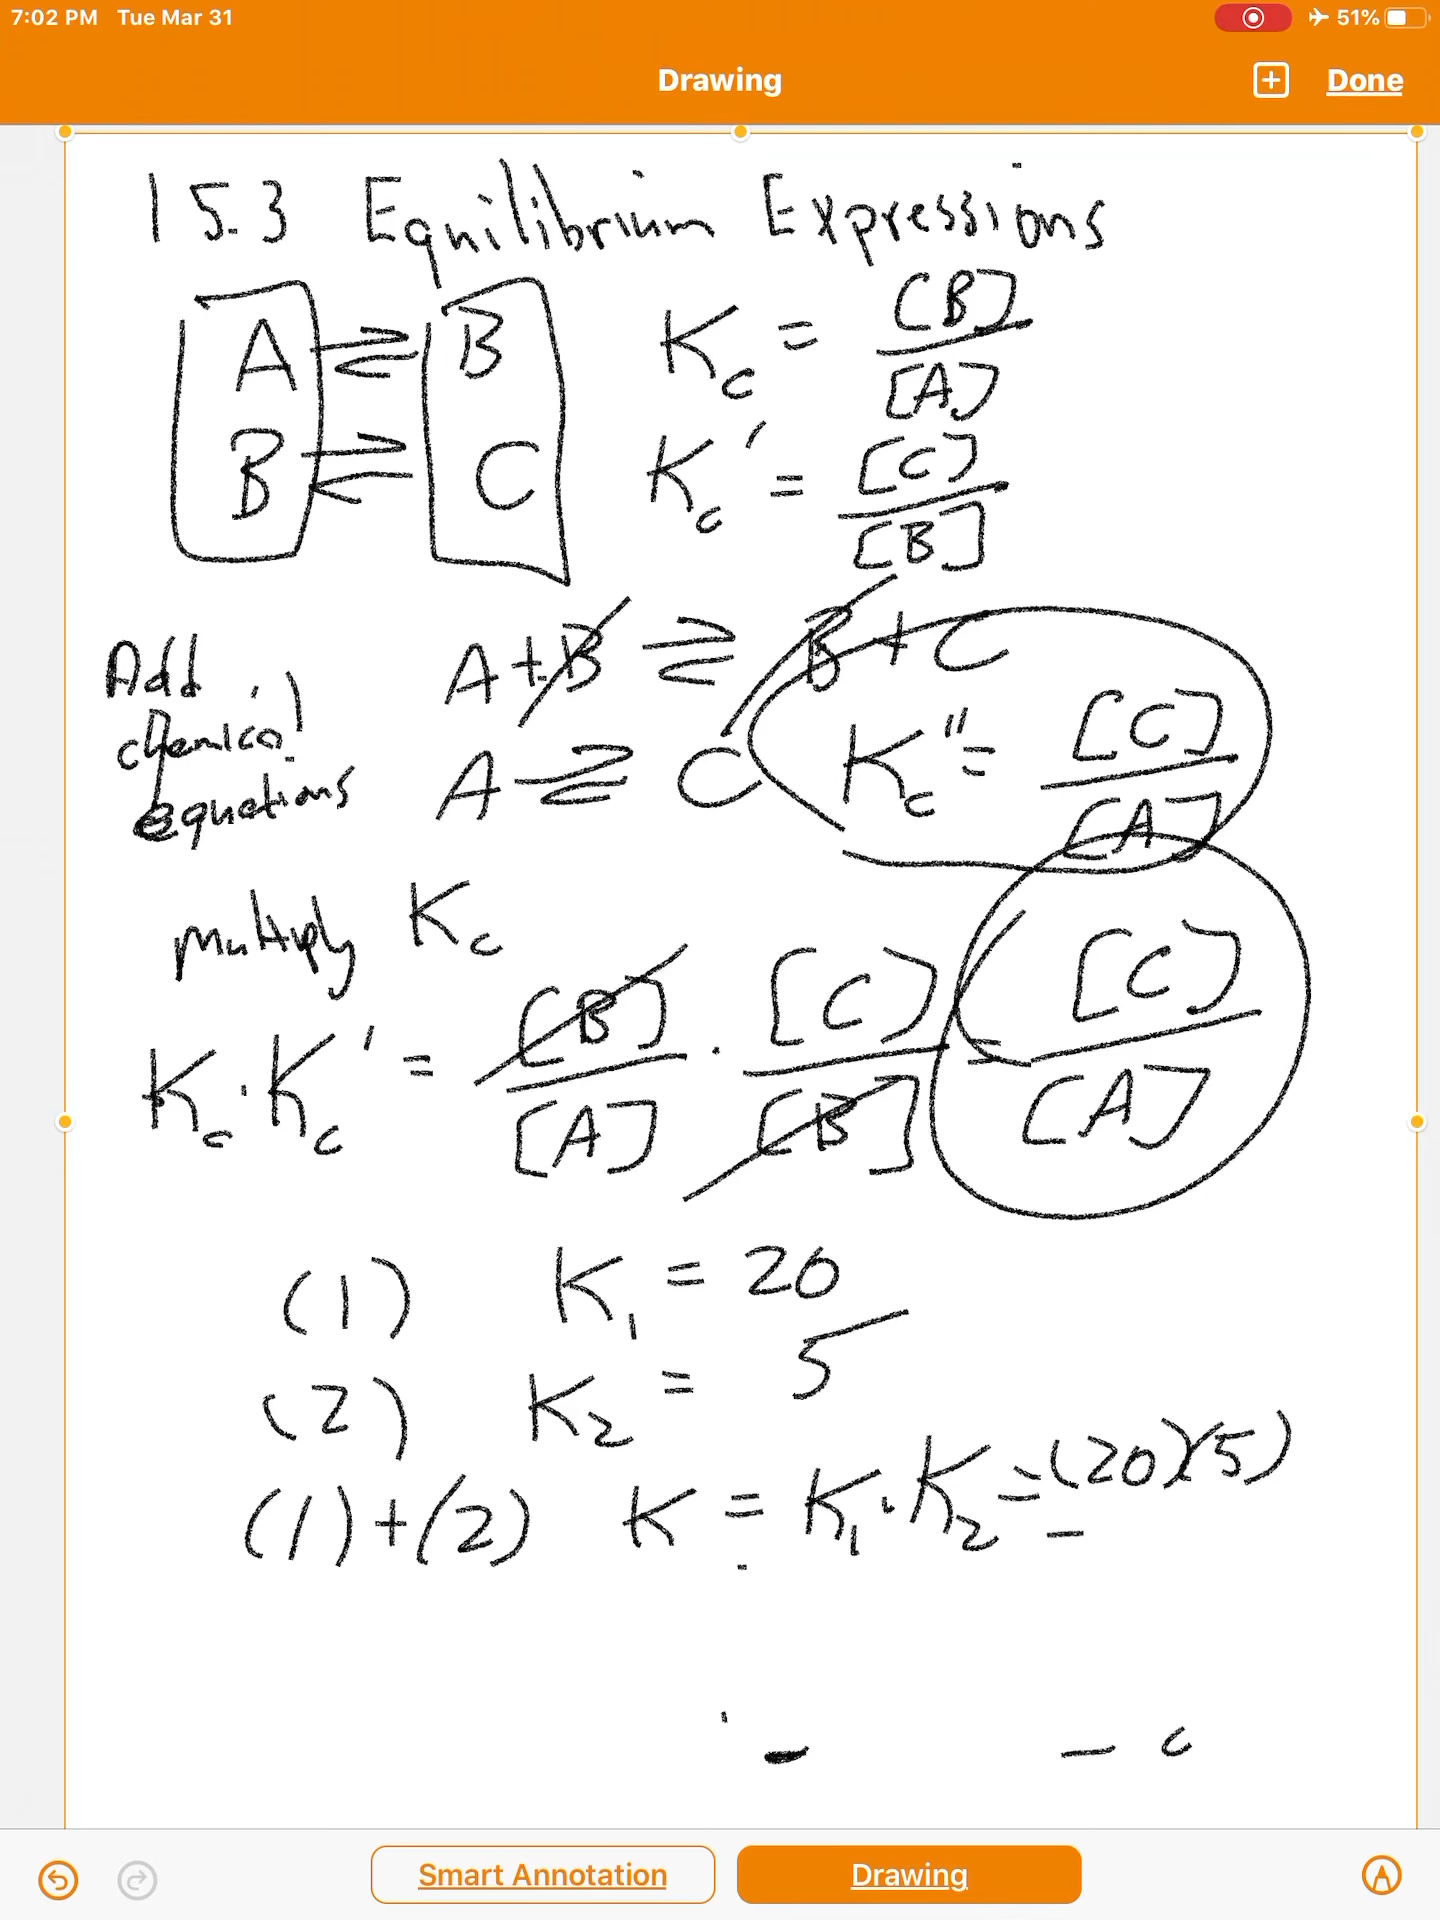 7:02 PM Tue Mar 31 51%
Drawing Done
15.3 Equilibrium Expressions
A ⇌ B Kc = [B]/[A]
B ⇌ C Kc' = [C]/[B]
Add chemical equations
A + B ⇌ B + C
A ⇌ C Kc'' = [C]/[A]
Multiply Kc
Kc · Kc' = [B]/[A] · [C]/[B] = [C]/[A]
(1) K1 = 20
(2) K2 = 5
(1)+(2) K = K1 · K2 = (20)(5)
Smart Annotation Drawing